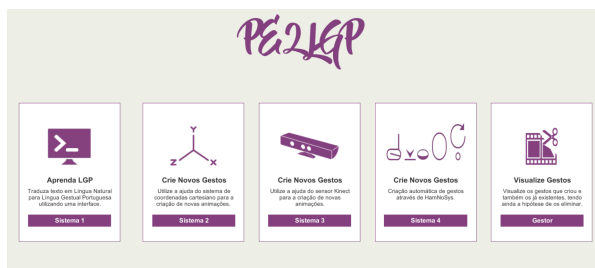 PE2LGP
Aprenda LGP
Traduza texto em Língua Natural
para Língua Gestual Portuguesa
utilizando uma interface.
Sistema 1
Y
Z X
Crie Novos Gestos
Utilize a ajuda do sistema de
coordenadas cartesiano para a
criação de novas animações.
Sistema 2
Crie Novos Gestos
Utilize a ajuda do sensor Kinect
para a criação de novas
animações.
Sistema 3
Crie Novos Gestos
Criação automática de gestos
através de HamNoSys.
Sistema 4
Visualize Gestos
Visualize os gestos que criou e
também os já existentes, tendo
ainda a hipótese de os eliminar.
Gestor